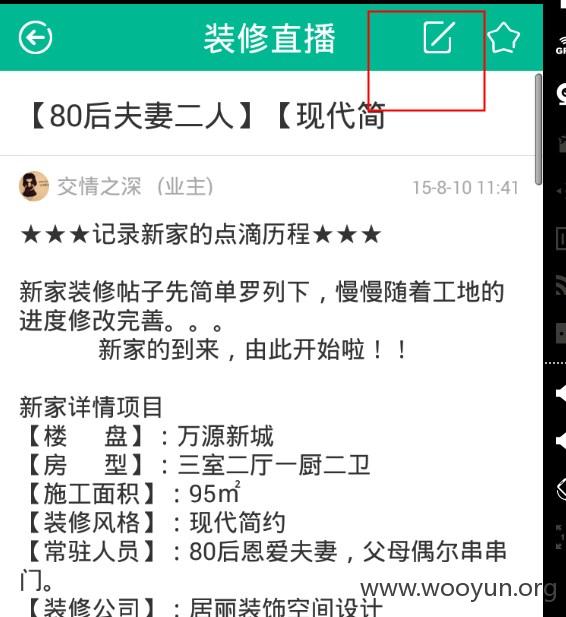 装修直播
【80后夫妻二人】【现代简
交情之深 (业主) 15-8-10 11:41
★★★记录新家的点滴历程★★★
新家装修帖子先简单罗列下，慢慢随着工地的
进度修改完善。。。
新家的到来，由此开始啦！！
新家详情项目
【楼 盘】：万源新城
【房 型】：三室二厅一厨二卫
【施工面积】：95㎡
【装修风格】：现代简约
【常驻人员】：80后恩爱夫妻，父母偶尔串串
门。
【装修公司】：居丽装饰空间设计
www.wooyun.org